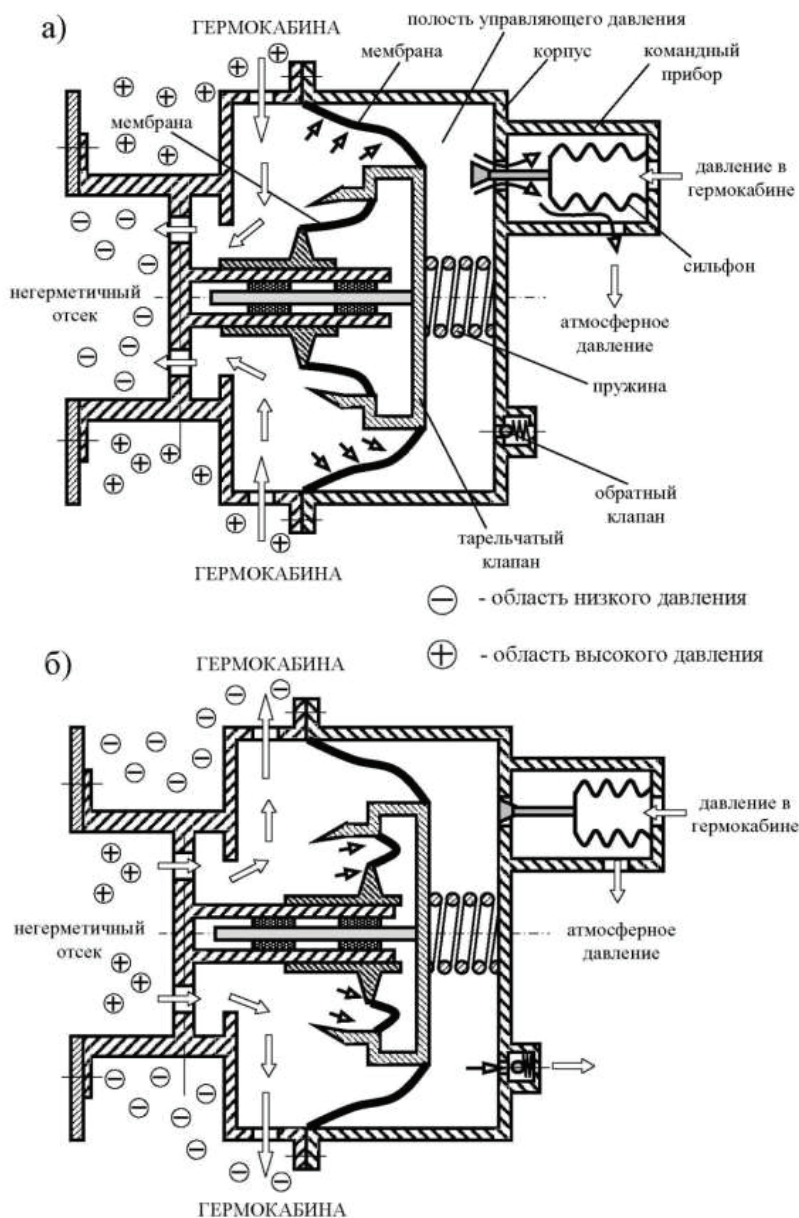 а)
ГЕРМОКАБИНА
полость управляющего давления
мембрана
корпус
командный
прибор
мембрана
давление в
гермокабине
сильфон
негерметичный
отсек
атмосферное
давление
пружина
обратный
клапан
тарельчатый
клапан
ГЕРМОКАБИНА
- область низкого давления
- область высокого давления
б)
ГЕРМОКАБИНА
давление в
гермокабине
негерметичный
отсек
атмосферное
давление
ГЕРМОКАБИНА